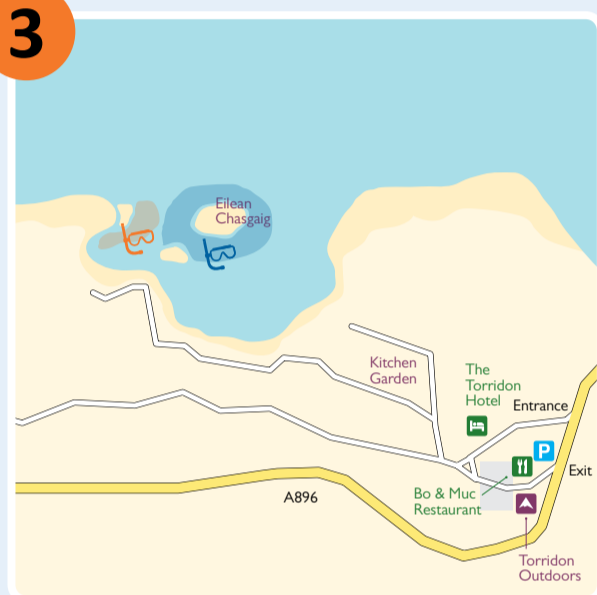 3
Eilean
Chasgaig
Kitchen
Garden
The
Torridon
Hotel
Entrance
P
Exit
Bo & Muc
Restaurant
A896
Torridon
Outdoors